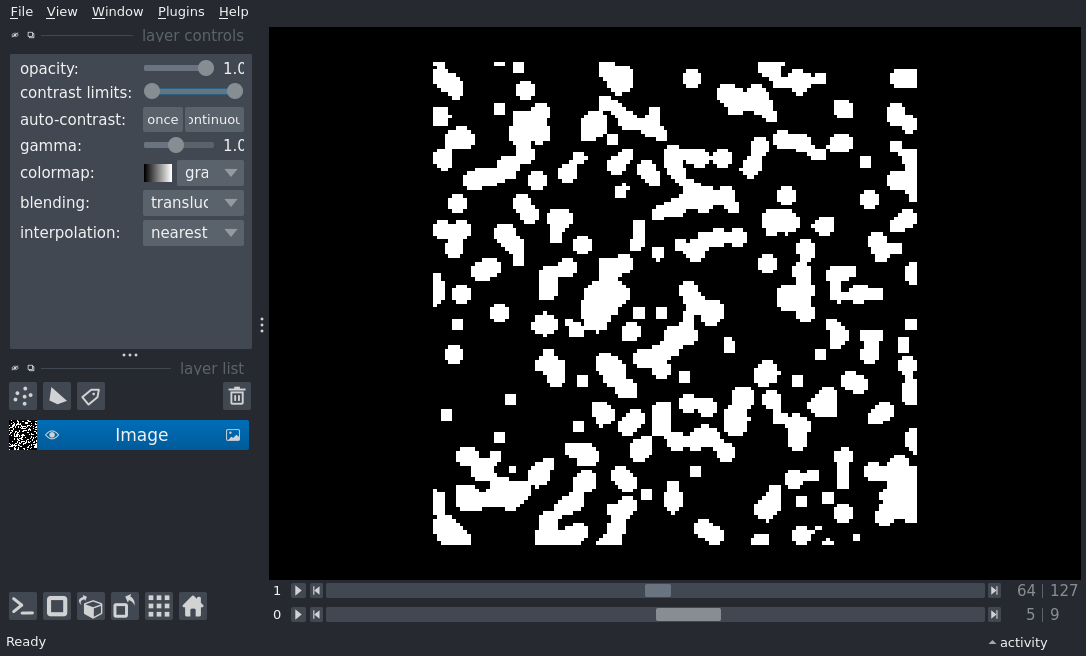 File View Window Plugins Help
layer controls
opacity: 1.0
contrast limits:
auto-contrast: once ontinuou
gamma: 1.0
colormap: gra
blending: transluc
interpolation: nearest
layer list
Image
1 64 | 127
0 5 | 9
Ready activity